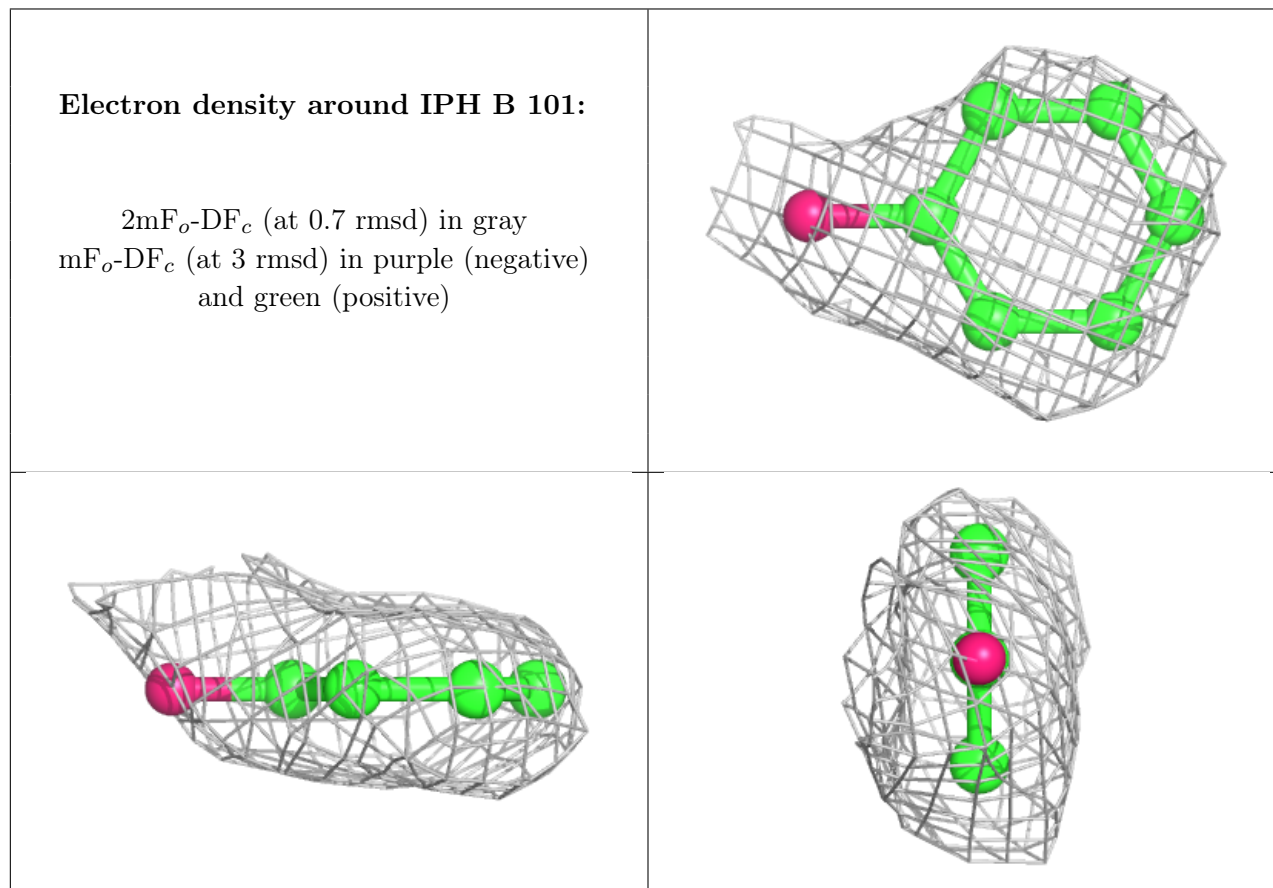 Electron density around IPH B 101:
2mFo-DFc (at 0.7 rmsd) in gray
mFo-DFc (at 3 rmsd) in purple (negative)
and green (positive)